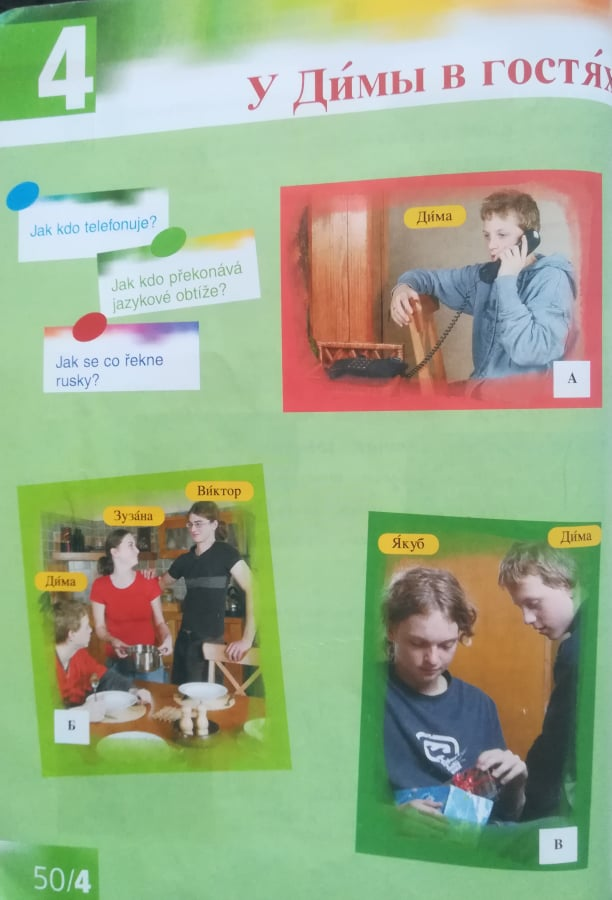 4
У Ди́мы в гостя́х
Jak kdo telefonuje?
Jak kdo překonává
jazykové obtíže?
Jak se co řekne
rusky?
Ди́ма
А
Ви́ктор
Зуза́на
Ди́ма
Б
Я́куб
Ди́ма
В
50/4